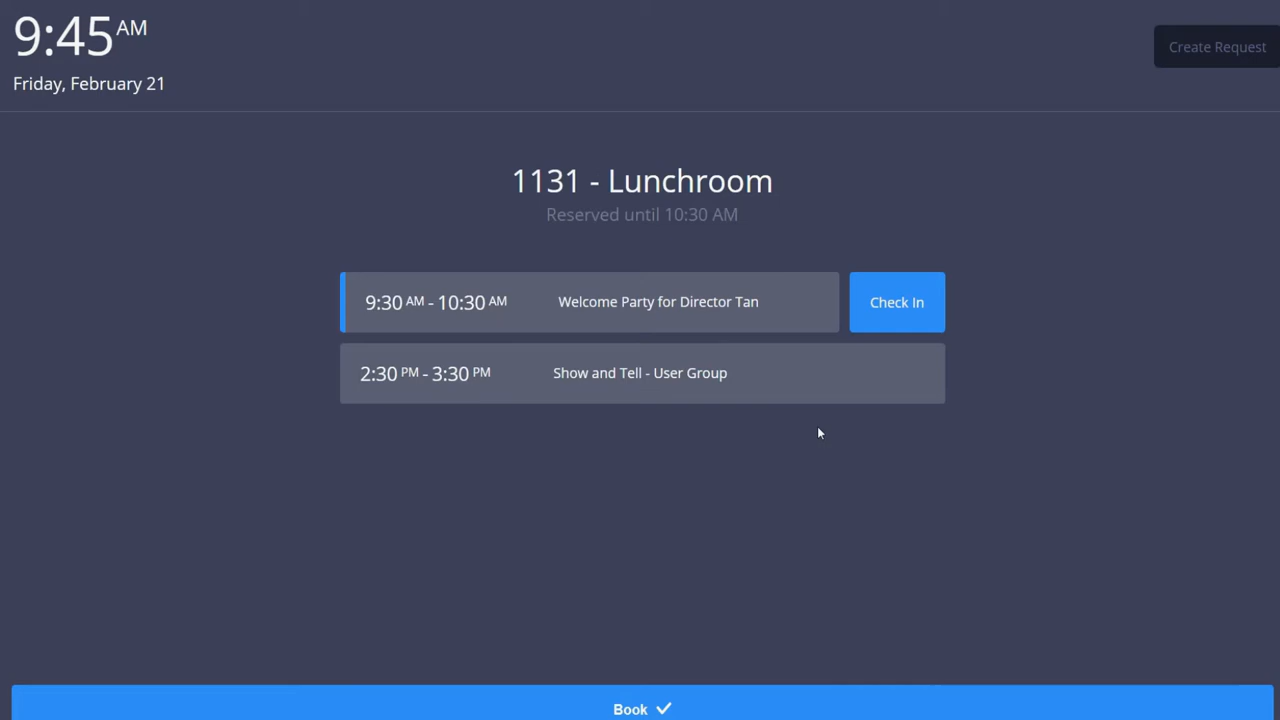 9:45 AM
Create Request
Friday, February 21
1131 - Lunchroom
Reserved until 10:30 AM
9:30 AM - 10:30 AM Welcome Party for Director Tan Check In
2:30 PM - 3:30 PM Show and Tell - User Group
Book